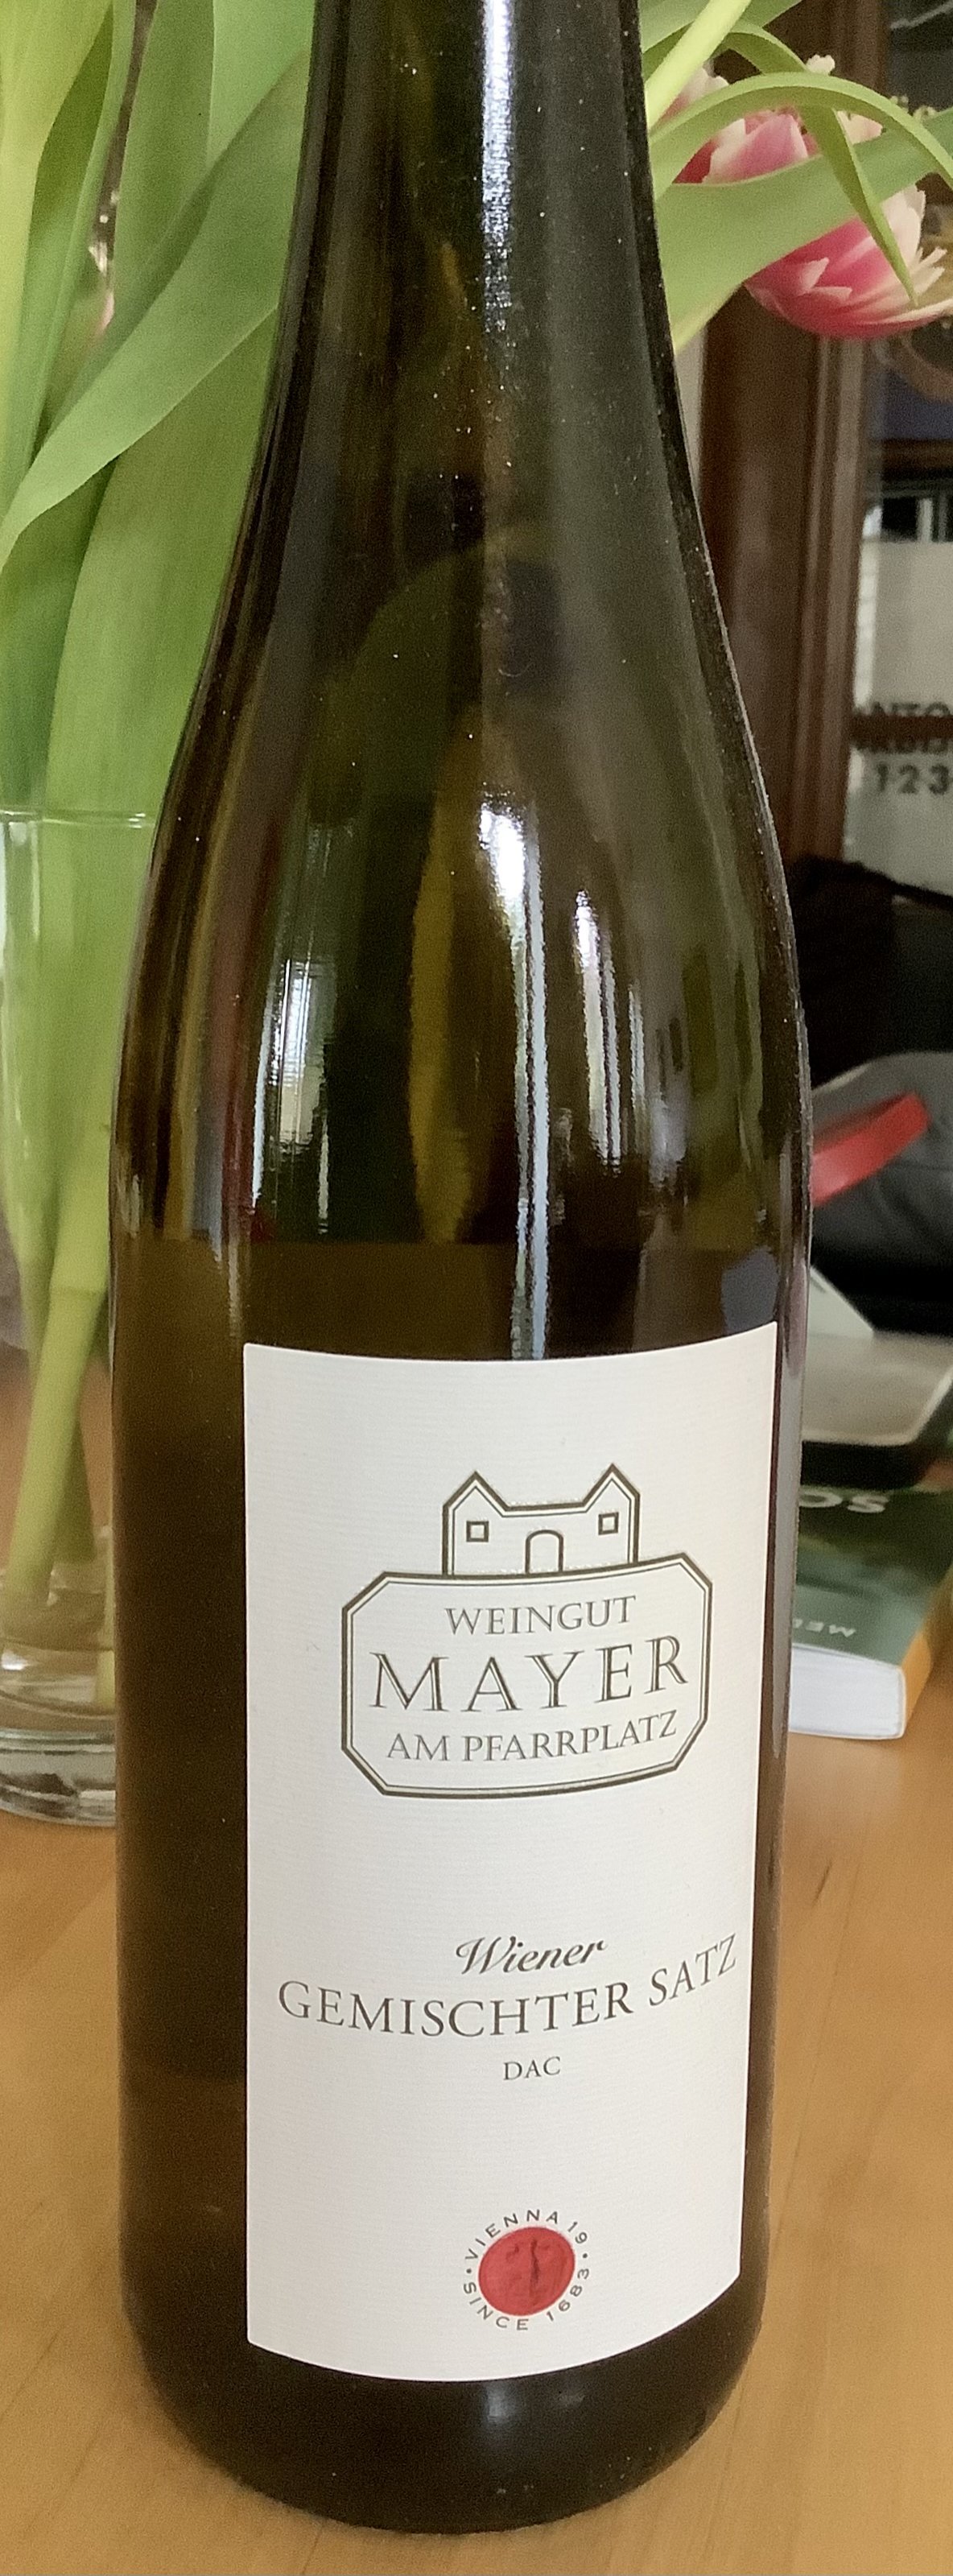 WEINGUT
MAYER
AM PFARRPLATZ
Wiener
GEMISCHTER SATZ
DAC
· VIENNA 19 ·
SINCE 1683